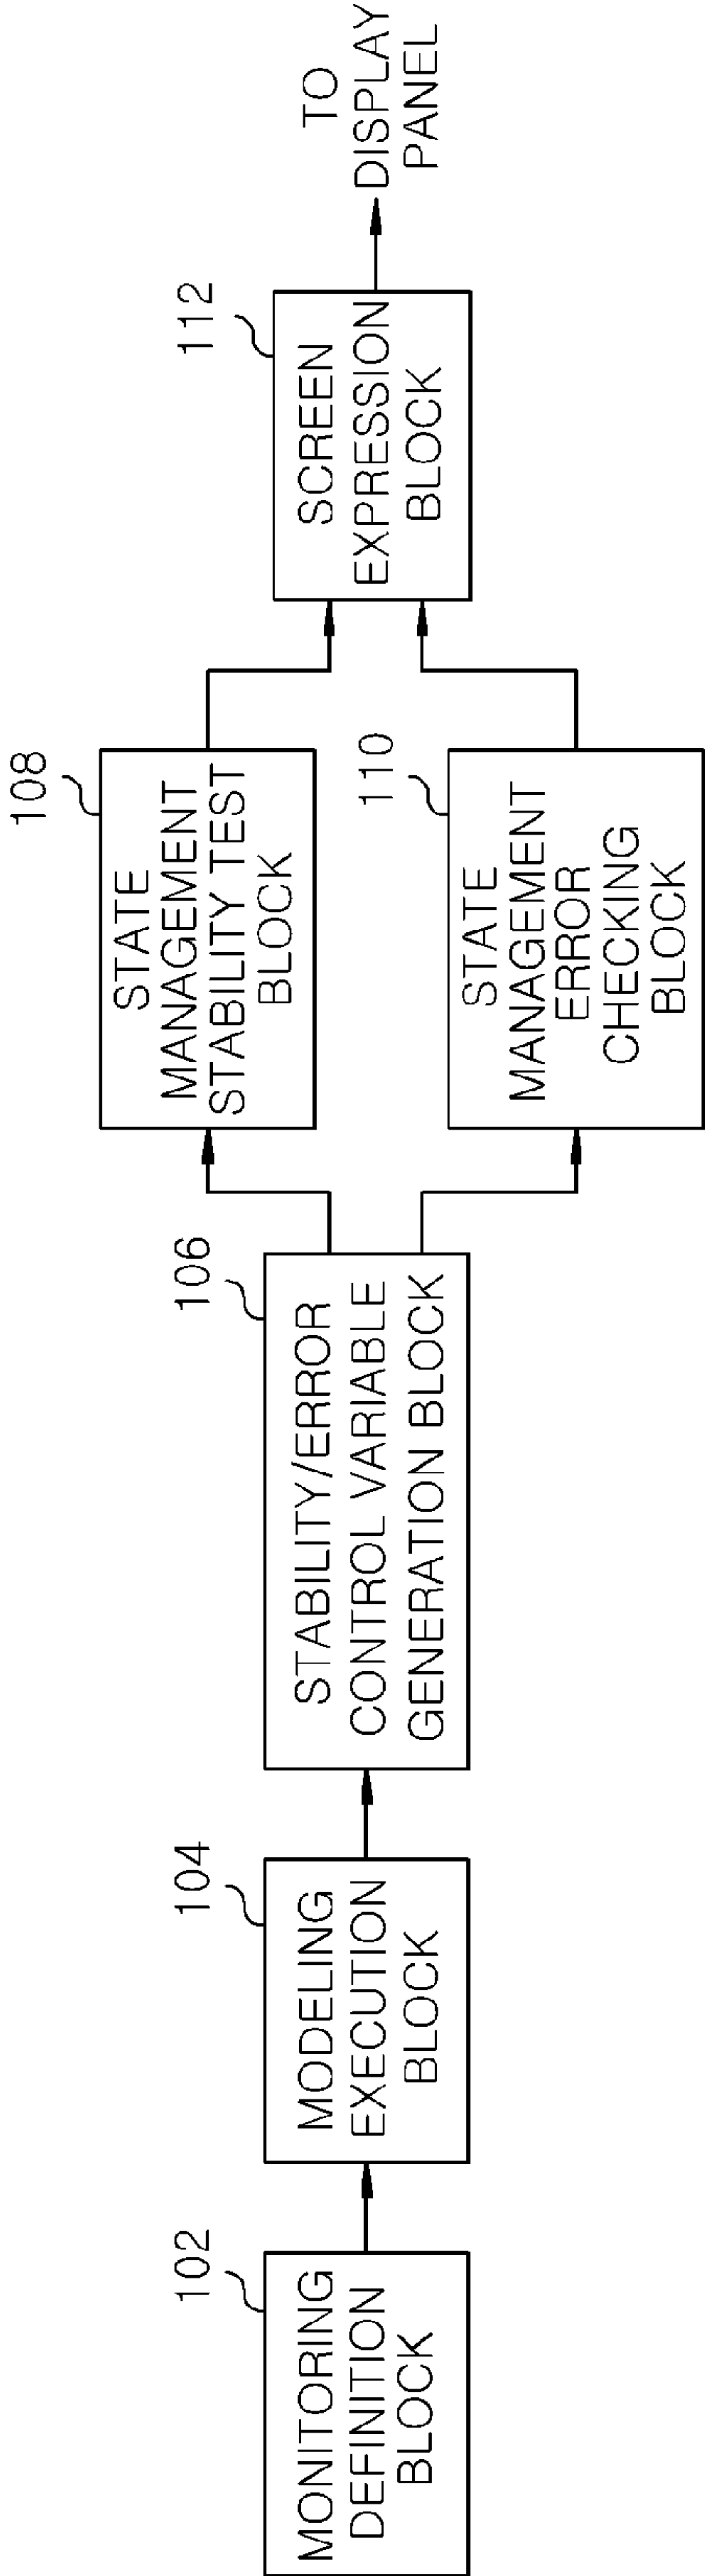 102
MONITORING
DEFINITION
BLOCK
104
MODELING
EXECUTION
BLOCK
106
STABILITY/ERROR
CONTROL VARIABLE
GENERATION BLOCK
108
STATE
MANAGEMENT
STABILITY TEST
BLOCK
110
STATE
MANAGEMENT
ERROR
CHECKING
BLOCK
112
SCREEN
EXPRESSION
BLOCK
TO
DISPLAY
PANEL